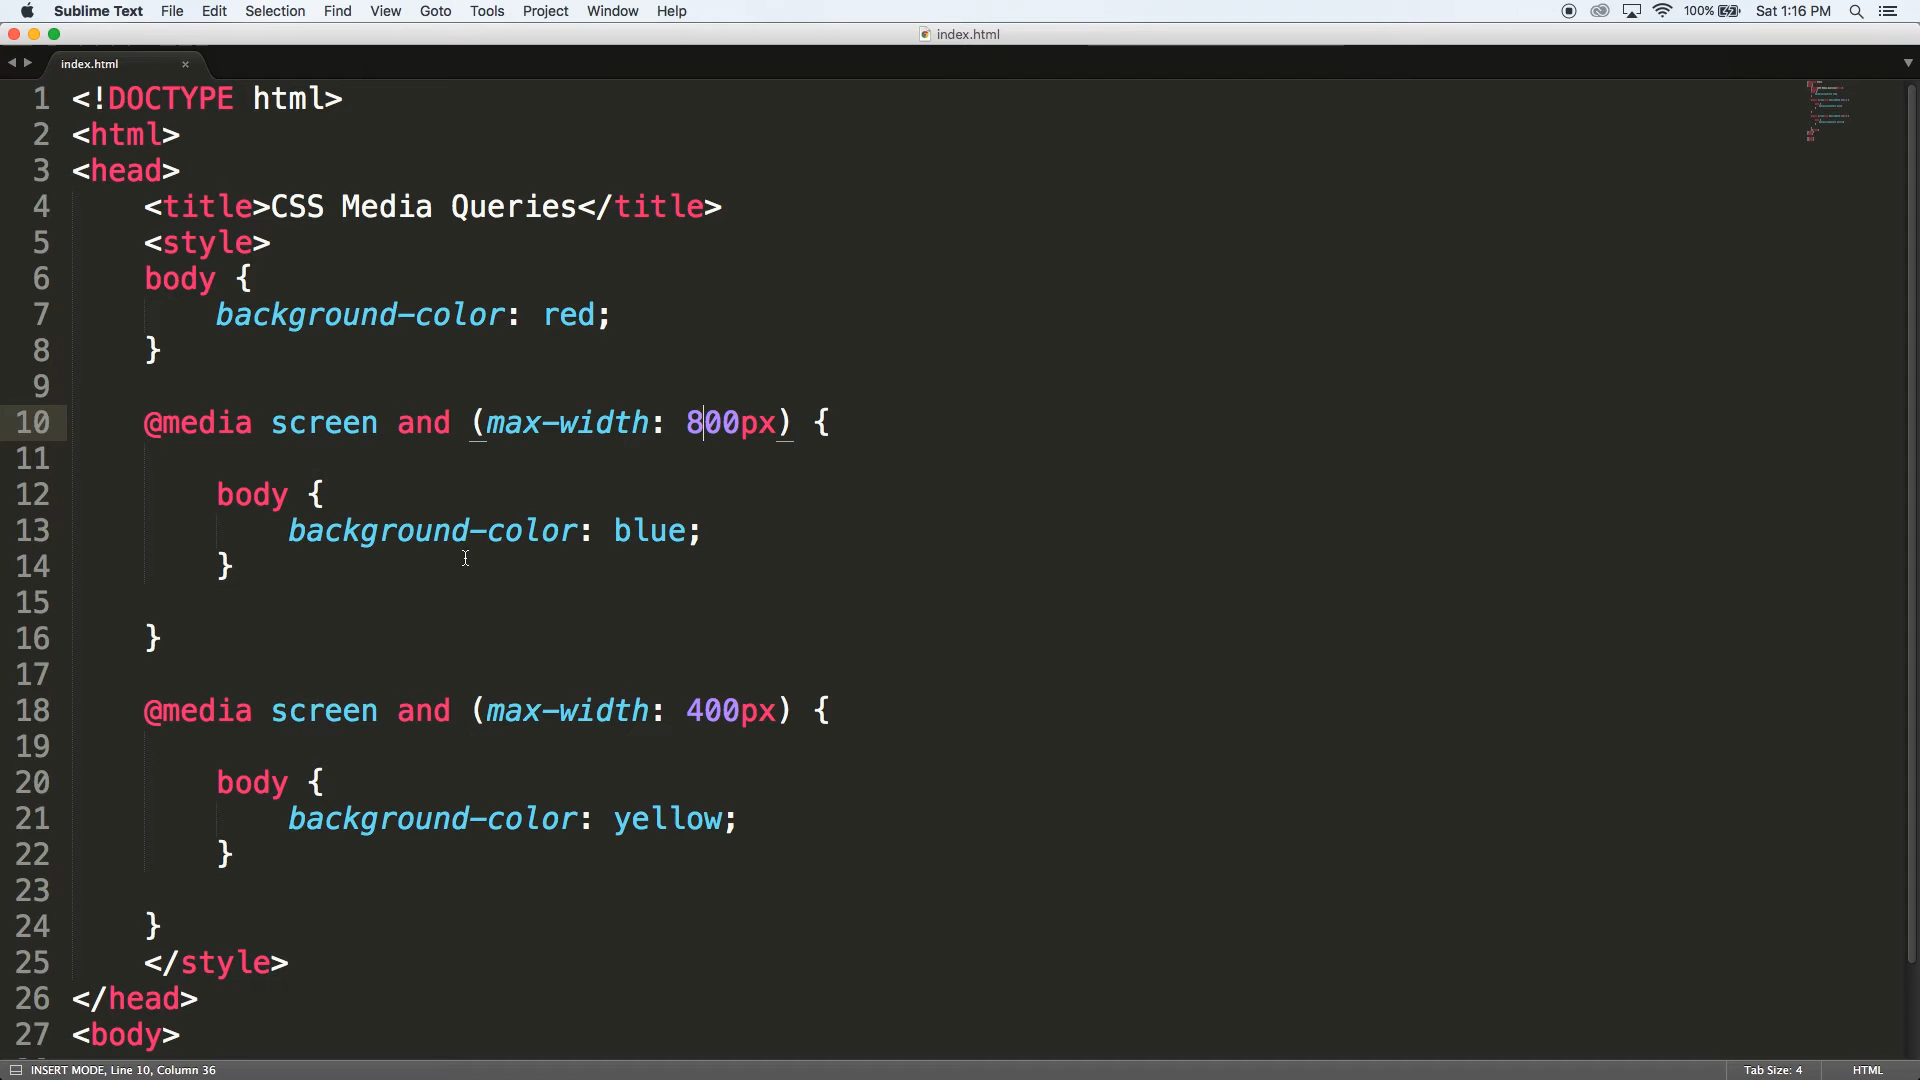 Sublime Text File Edit Selection Find View Goto Tools Project Window Help 100% Sat 1:16 PM
index.html
index.html ×
1 <!DOCTYPE html>
2 <html>
3 <head>
4     <title>CSS Media Queries</title>
5     <style>
6     body {
7         background-color: red;
8     }
9
10     @media screen and (max-width: 800px) {
11
12         body {
13             background-color: blue;
14         }
15
16     }
17
18     @media screen and (max-width: 400px) {
19
20         body {
21             background-color: yellow;
22         }
23
24     }
25     </style>
26 </head>
27 <body>
INSERT MODE, Line 10, Column 36 Tab Size: 4 HTML